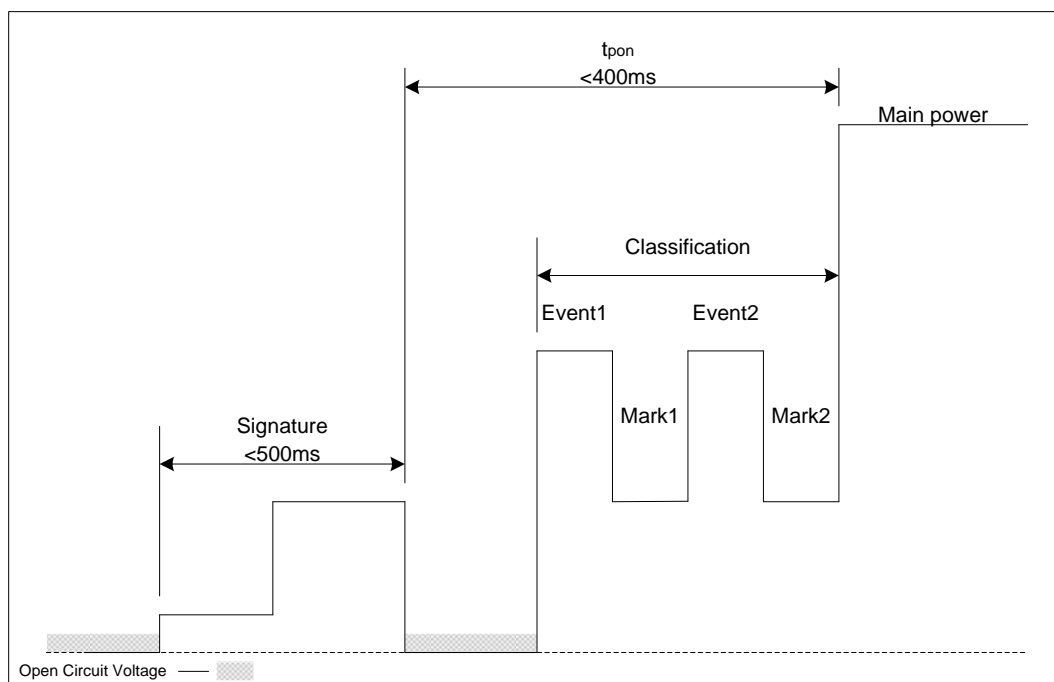 tpon
<400ms
Main power
Classification
Event1
Event2
Mark1
Mark2
Signature
<500ms
Open Circuit Voltage